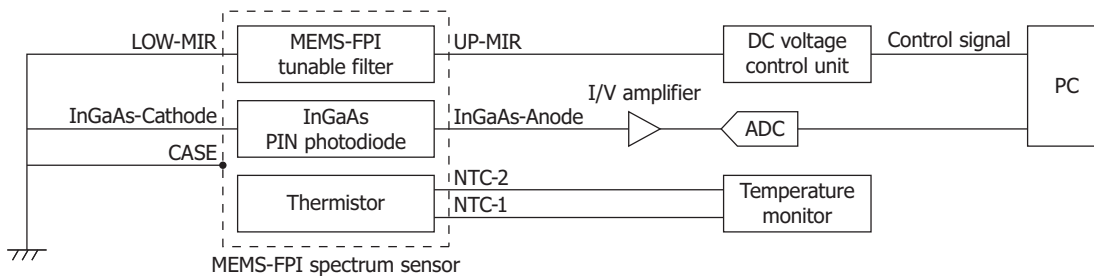 LOW-MIR
MEMS-FPI
tunable filter
UP-MIR
DC voltage
control unit
Control signal
PC
I/V amplifier
InGaAs-Cathode
InGaAs
PIN photodiode
InGaAs-Anode
ADC
CASE
Thermistor
NTC-2
NTC-1
Temperature
monitor
MEMS-FPI spectrum sensor